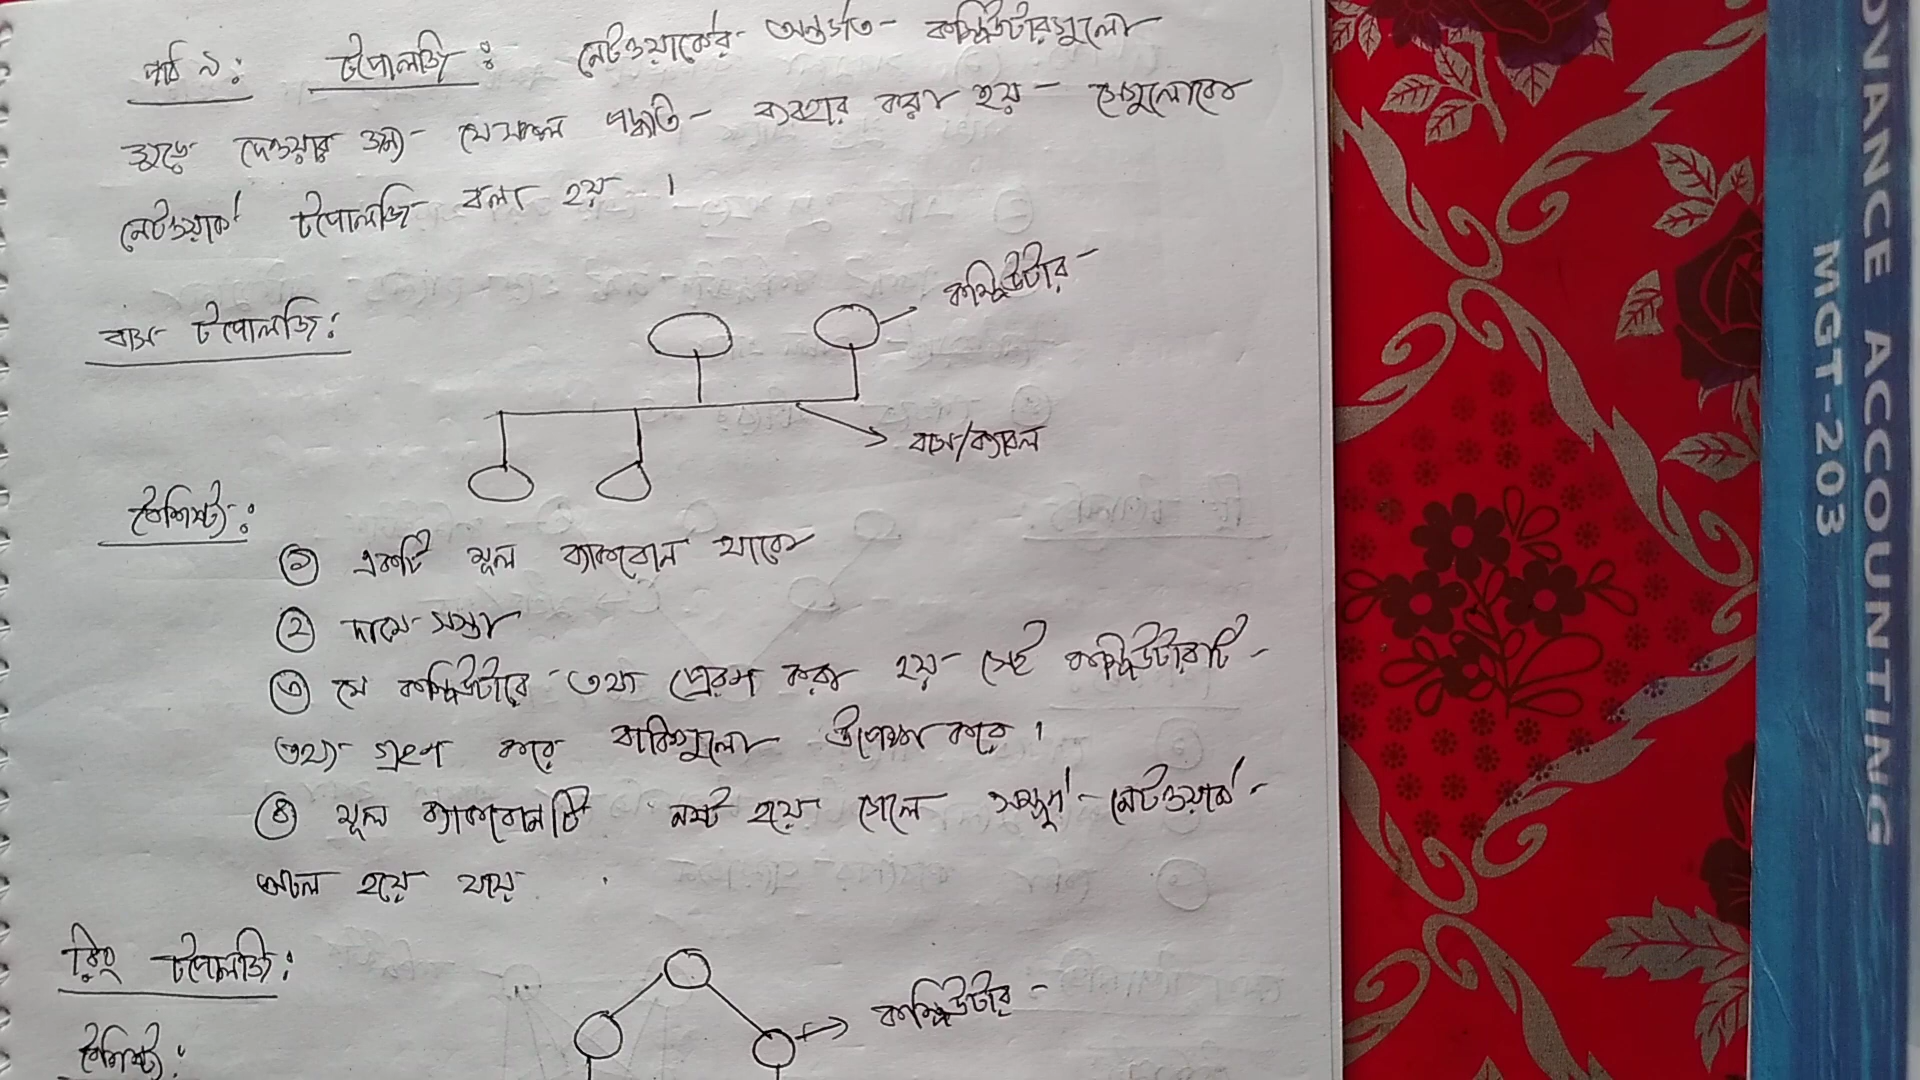 পাঠ ৯: টপোলজি: নেটওয়ার্কের অন্তর্গত কম্পিউটারগুলো
জুড়ে দেওয়ার জন্য যেসকল পদ্ধতি ব্যবহার করা হয় সেগুলোকে
নেটওয়ার্ক টপোলজি বলা হয় ।
কম্পিউটার
বাস টপোলজি:
বাস/ক্যাবল
বৈশিষ্ট্য:
① একটি মূল ব্যাকবোন থাকে
② দামে সস্তা
③ যে কম্পিউটারে তথ্য প্রেরণ করা হয় সেই কম্পিউটারটি
তথ্য গ্রহণ করে বাকিগুলো উপেক্ষা করে ।
④ মূল ব্যাকবোনটি নষ্ট হয়ে গেলে সম্পূর্ণ নেটওয়ার্ক
অচল হয়ে যায়
রিং টপোলজি:
কম্পিউটার
বৈশিষ্ট্য:
ADVANCE ACCOUNTING
MGT-203